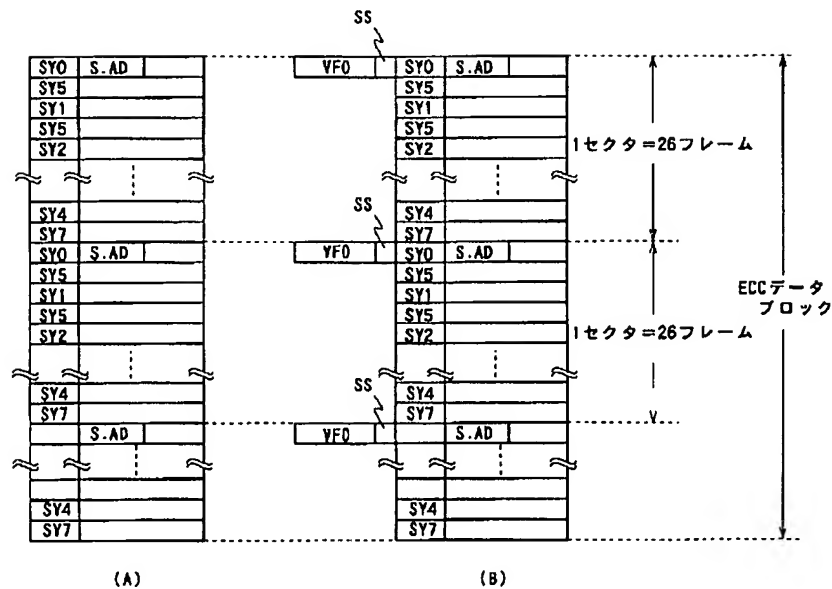 SS
SY0 S.AD VFO SY0 S.AD
SY5 SY5
SY1 SY1
SY5 SY5
SY2 SY2
1セクタ=26フレーム
SS
SY4 SY4
SY7 SY7
SY0 S.AD VFO SY0 S.AD
SY5 SY5
SY1 SY1
SY5 SY5
SY2 SY2
1セクタ=26フレーム
ECCデータ
ブロック
SS
SY4 SY4
SY7 SY7
S.AD VFO S.AD
SY4 SY4
SY7 SY7
(A) (B)